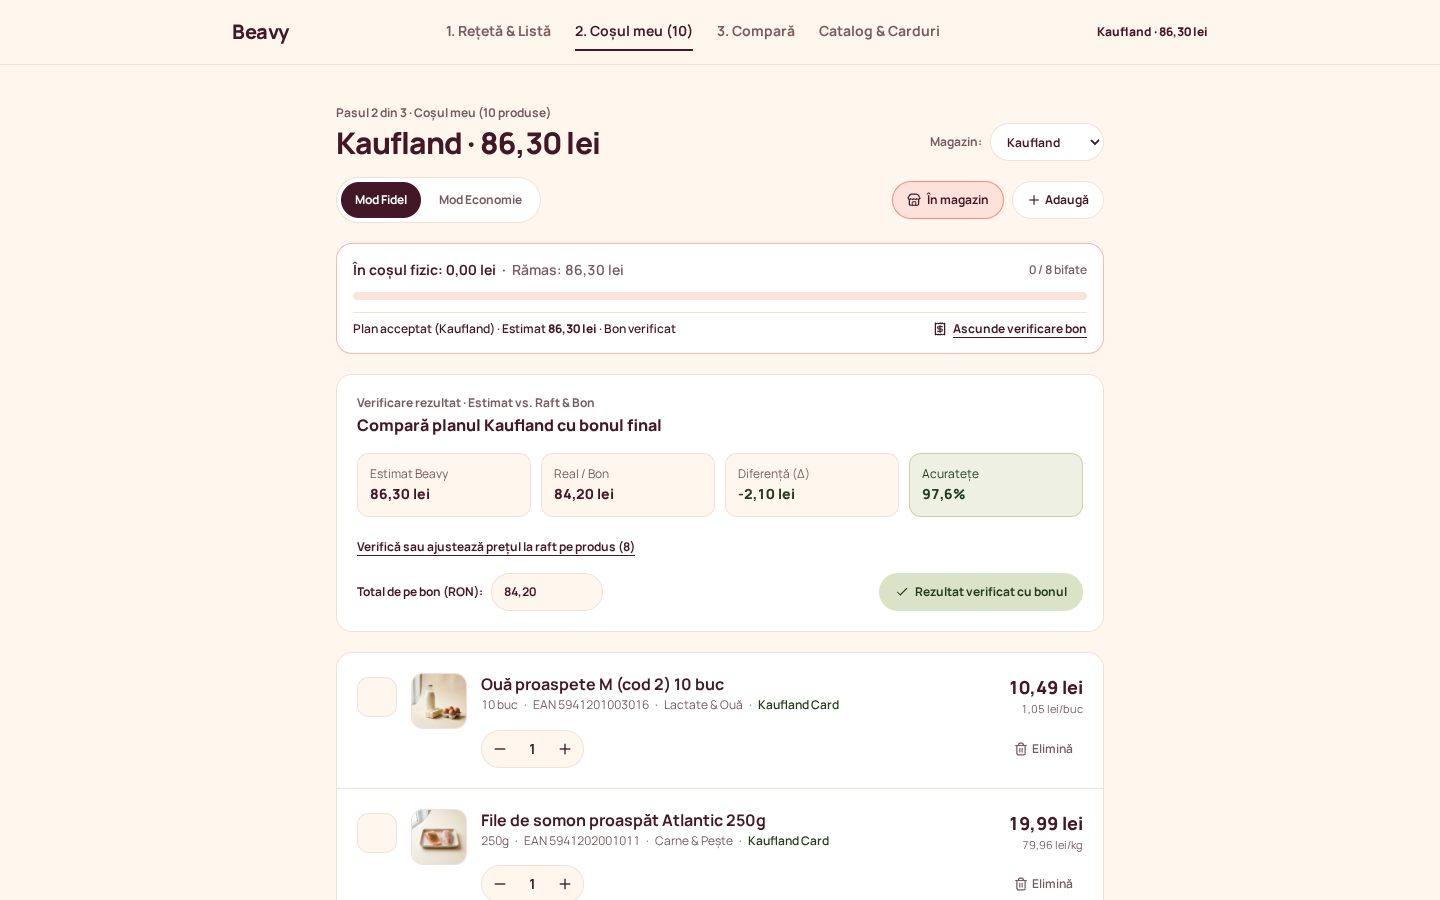 Beavy
1. Rețetă & Listă
2. Coșul meu (10)
3. Compară
Catalog & Carduri
Kaufland · 86,30 lei
Pasul 2 din 3 · Coșul meu (10 produse)
Kaufland · 86,30 lei
Magazin:
Kaufland
Mod Fidel
Mod Economie
În magazin
Adaugă
În coșul fizic: 0,00 lei · Rămas: 86,30 lei
0 / 8 bifate
Plan acceptat (Kaufland) · Estimat 86,30 lei · Bon verificat
Ascunde verificare bon
Verificare rezultat · Estimat vs. Raft & Bon
Compară planul Kaufland cu bonul final
Estimat Beavy
86,30 lei
Real / Bon
84,20 lei
Diferență (Δ)
-2,10 lei
Acuratețe
97,6%
Verifică sau ajustează prețul la raft pe produs (8)
Total de pe bon (RON):
84,20
Rezultat verificat cu bonul
Ouă proaspete M (cod 2) 10 buc
10 buc · EAN 5941201003016 · Lactate & Ouă · Kaufland Card
10,49 lei
1,05 lei/buc
1
Elimină
File de somon proaspăt Atlantic 250g
250g · EAN 5941202001011 · Carne & Pește · Kaufland Card
19,99 lei
79,96 lei/kg
1
Elimină